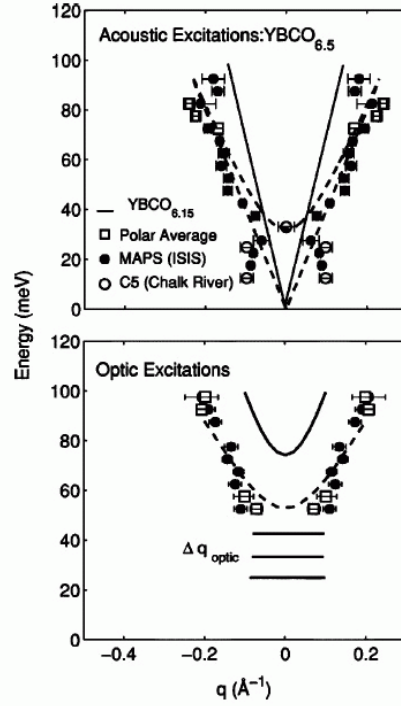 120
Acoustic Excitations:YBCO6.5
100
80
60
40
20
0
YBCO6.15
Polar Average
MAPS (ISIS)
C5 (Chalk River)
Energy (meV)
120
Optic Excitations
100
80
60
40
20
0
Δ q optic
−0.4
−0.2
0
0.2
q (Å⁻¹)